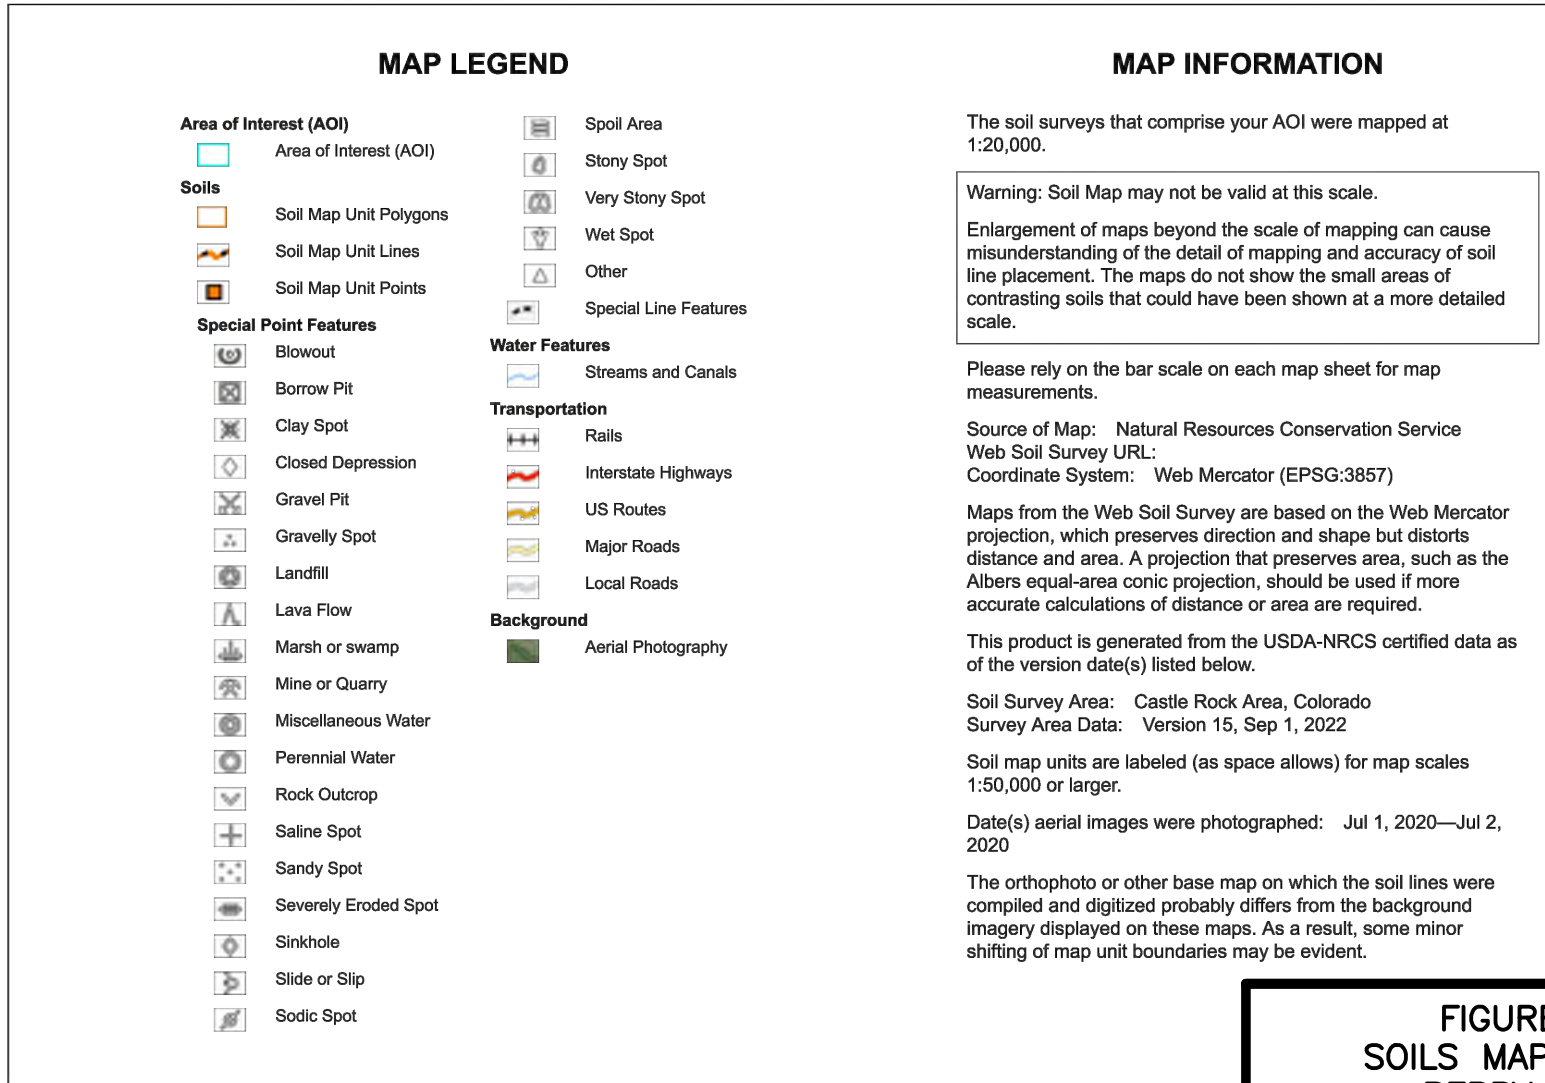 MAP LEGEND
Area of Interest (AOI)
Area of Interest (AOI)
Soils
Soil Map Unit Polygons
Soil Map Unit Lines
Soil Map Unit Points
Special Point Features
Blowout
Borrow Pit
Clay Spot
Closed Depression
Gravel Pit
Gravelly Spot
Landfill
Lava Flow
Marsh or swamp
Mine or Quarry
Miscellaneous Water
Perennial Water
Rock Outcrop
Saline Spot
Sandy Spot
Severely Eroded Spot
Sinkhole
Slide or Slip
Sodic Spot
Spoil Area
Stony Spot
Very Stony Spot
Wet Spot
Other
Special Line Features
Water Features
Streams and Canals
Transportation
Rails
Interstate Highways
US Routes
Major Roads
Local Roads
Background
Aerial Photography
MAP INFORMATION
The soil surveys that comprise your AOI were mapped at
1:20,000.
Warning: Soil Map may not be valid at this scale.
Enlargement of maps beyond the scale of mapping can cause
misunderstanding of the detail of mapping and accuracy of soil
line placement. The maps do not show the small areas of
contrasting soils that could have been shown at a more detailed
scale.
Please rely on the bar scale on each map sheet for map
measurements.
Source of Map: Natural Resources Conservation Service
Web Soil Survey URL:
Coordinate System: Web Mercator (EPSG:3857)
Maps from the Web Soil Survey are based on the Web Mercator
projection, which preserves direction and shape but distorts
distance and area. A projection that preserves area, such as the
Albers equal-area conic projection, should be used if more
accurate calculations of distance or area are required.
This product is generated from the USDA-NRCS certified data as
of the version date(s) listed below.
Soil Survey Area: Castle Rock Area, Colorado
Survey Area Data: Version 15, Sep 1, 2022
Soil map units are labeled (as space allows) for map scales
1:50,000 or larger.
Date(s) aerial images were photographed: Jul 1, 2020—Jul 2,
2020
The orthophoto or other base map on which the soil lines were
compiled and digitized probably differs from the background
imagery displayed on these maps. As a result, some minor
shifting of map unit boundaries may be evident.
FIGURE
SOILS MAP